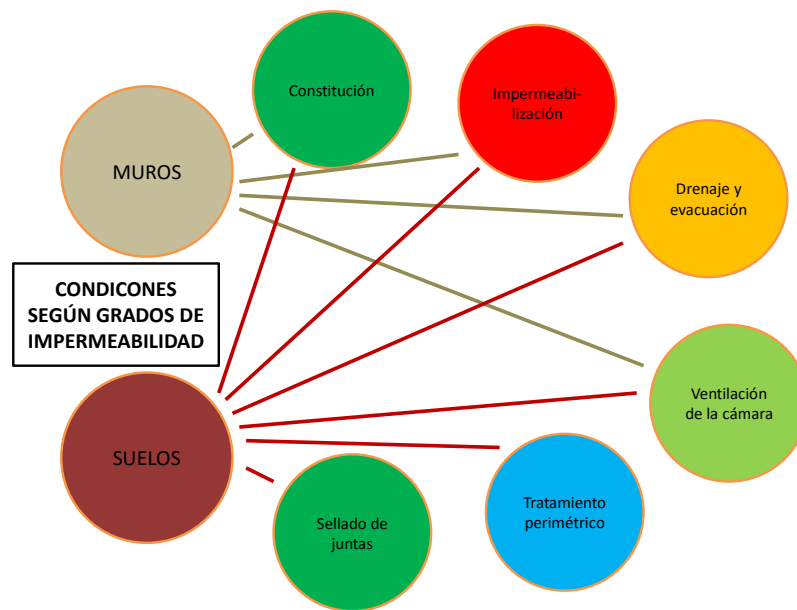 Constitución
Impermeabi-
lización
MUROS
Drenaje y
evacuación
CONDICONES
SEGÚN GRADOS DE
IMPERMEABILIDAD
Ventilación
de la cámara
SUELOS
Tratamiento
perimétrico
Sellado de
juntas